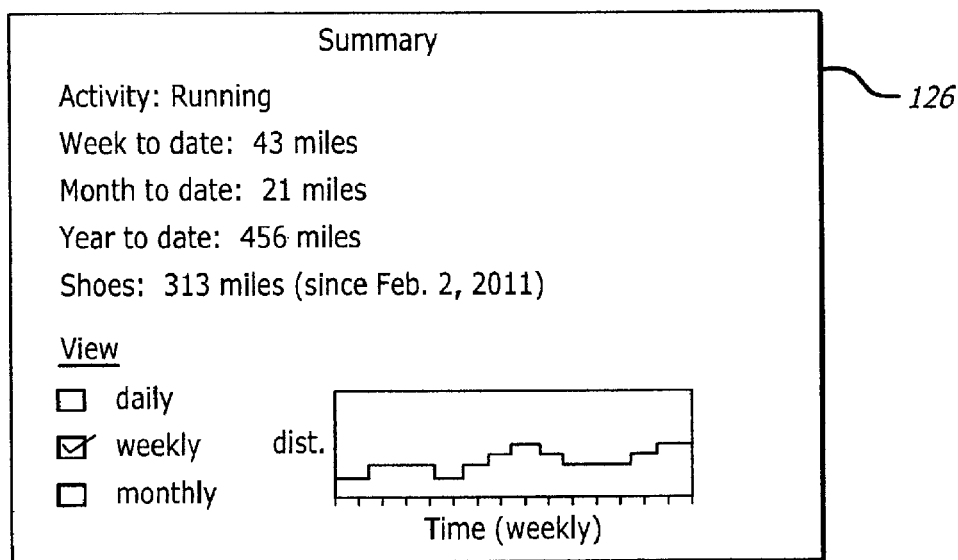 Summary
126
Activity: Running
Week to date: 43 miles
Month to date: 21 miles
Year to date: 456 miles
Shoes: 313 miles (since Feb. 2, 2011)
View
daily
weekly
monthly
dist.
Time (weekly)